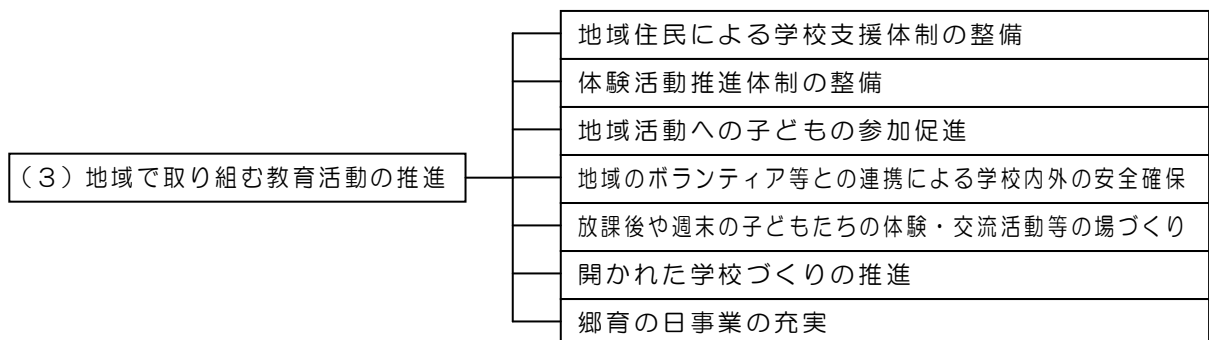 （３）地域で取り組む教育活動の推進
地域住民による学校支援体制の整備
体験活動推進体制の整備
地域活動への子どもの参加促進
地域のボランティア等との連携による学校内外の安全確保
放課後や週末の子どもたちの体験・交流活動等の場づくり
開かれた学校づくりの推進
郷育の日事業の充実